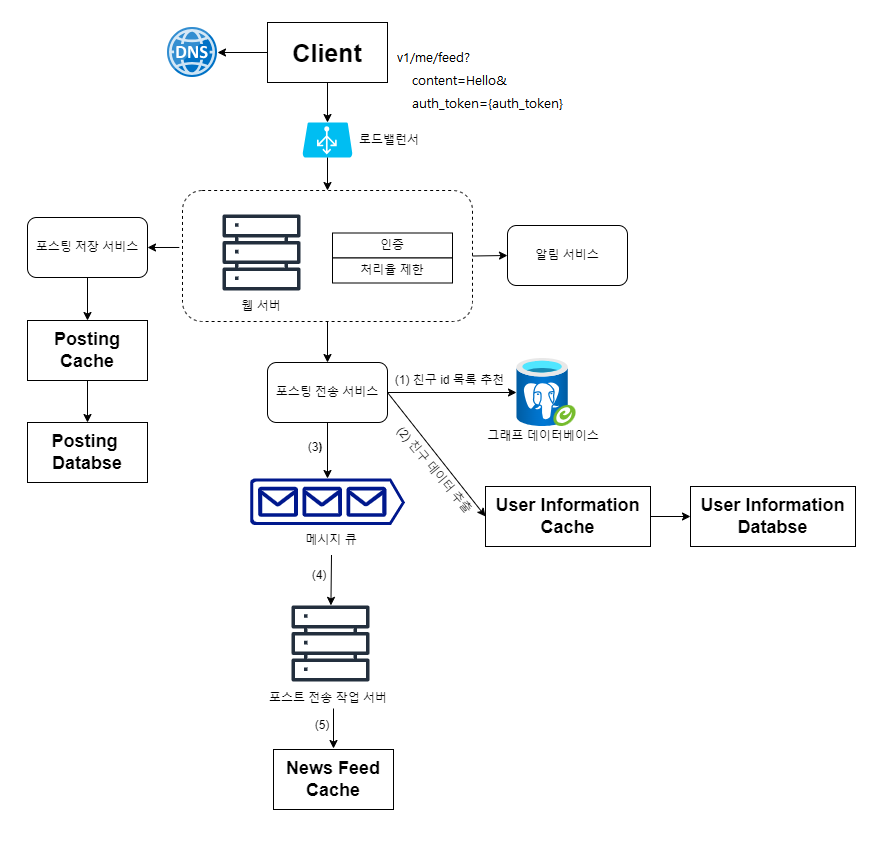 DNS
Client
v1/me/feed?
content=Hello&
auth_token={auth_token}
로드밸런서
포스팅 저장 서비스
인증
처리율 제한
웹 서버
알림 서비스
Posting
Cache
포스팅 전송 서비스
(1) 친구 id 목록 추천
그래프 데이터베이스
(2) 친구 데이터 추출
(3)
Posting
Databse
메시지 큐
User Information
Cache
User Information
Databse
(4)
포스트 전송 작업 서버
(5)
News Feed
Cache